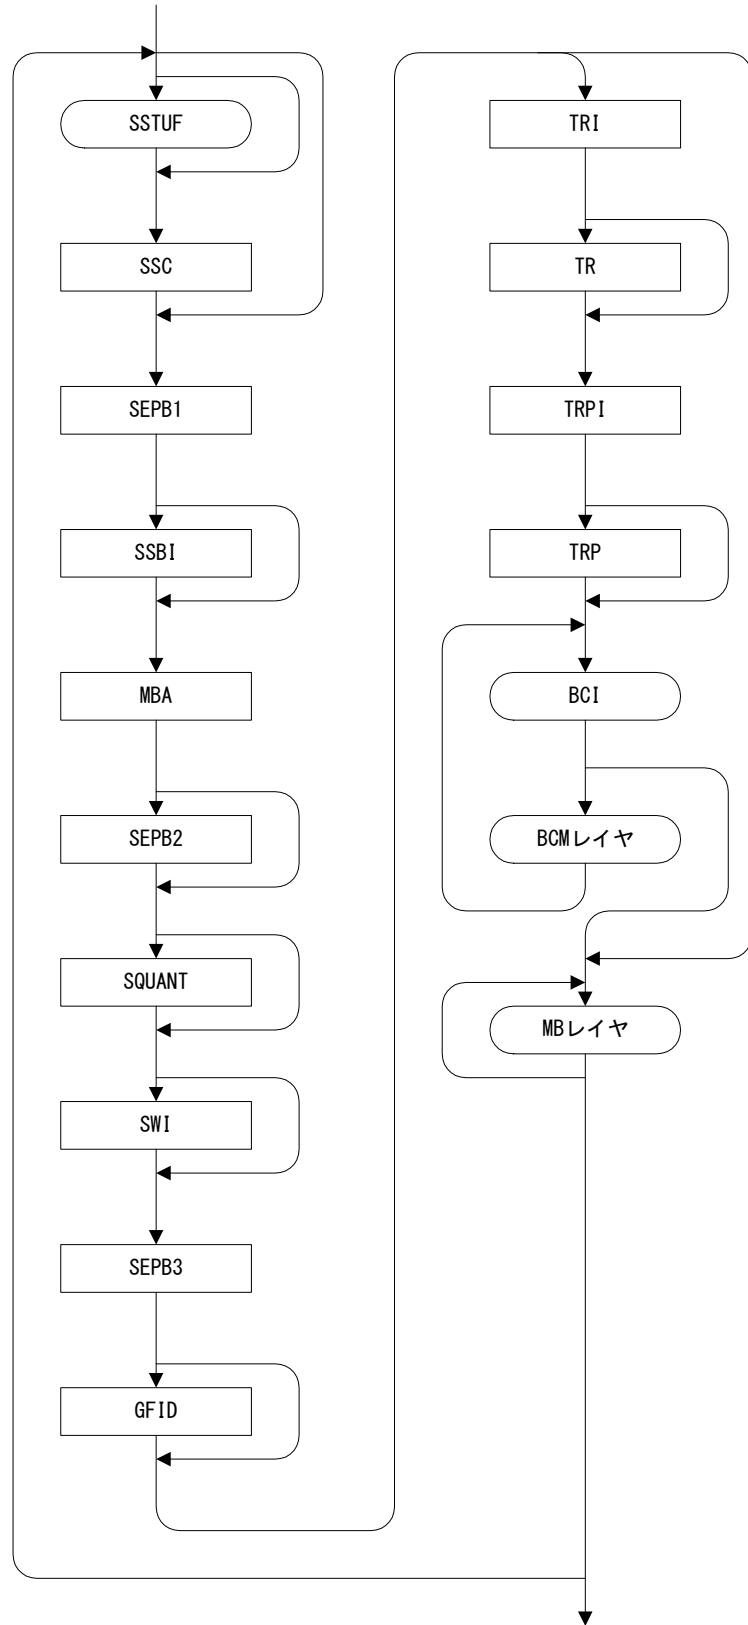 SSTUF
SSC
SEPB1
SSBI
MBA
SEPB2
SQUANT
SWI
SEPB3
GFID
TRI
TR
TRPI
TRP
BCI
BCMレイヤ
MBレイヤ